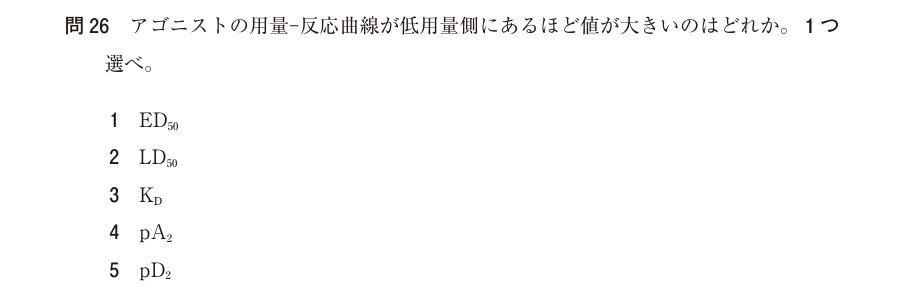 問 26 アゴニストの用量−反応曲線が低用量側にあるほど値が大きいのはどれか。1つ
選べ。
1 ED₅₀
2 LD₅₀
3 K_D
4 pA₂
5 pD₂